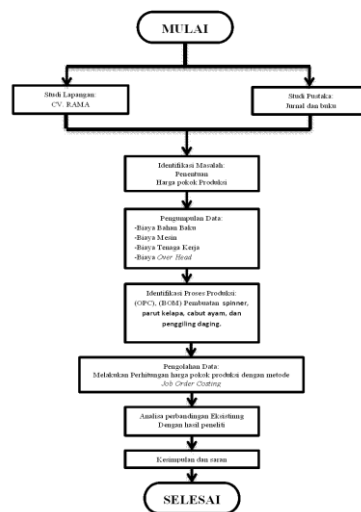 MULAI
Studi Lapangan:
CV. RAMA
Studi Pustaka:
Jurnal dan buku
Identifikasi Masalah:
Penentuan
Harga pokok Produksi
Pengumpulan Data:
-Biaya Bahan Baku
-Biaya Mesin
-Biaya Tenaga Kerja
-Biaya Over Head
Identifikasi Proses Produksi:
(OPC), (BOM) Pembuatan spinner,
parut kelapa, cabut ayam, dan
penggiling daging.
Pengolahan Data:
Melakukan Perhitungan harga pokok produksi dengan metode
Job Order Costing
Analisa perbandingan Eksistinng
Dengan hasil peneliti
Kesimpulan dan saran
SELESAI